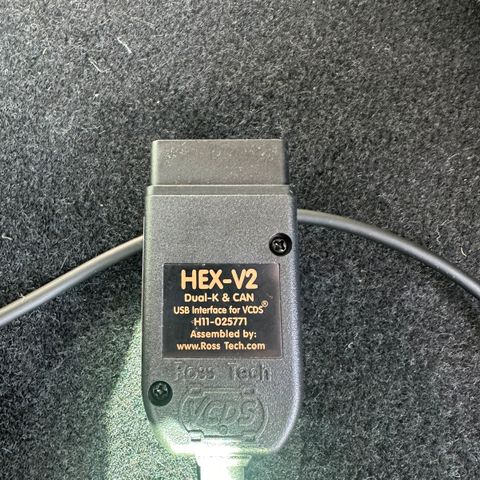 HEX-V2
Dual-K & CAN
USB Interface for VCDS®
H11-025771
Assembled by:
www.Ross Tech.com
Ross Tech
VCDS